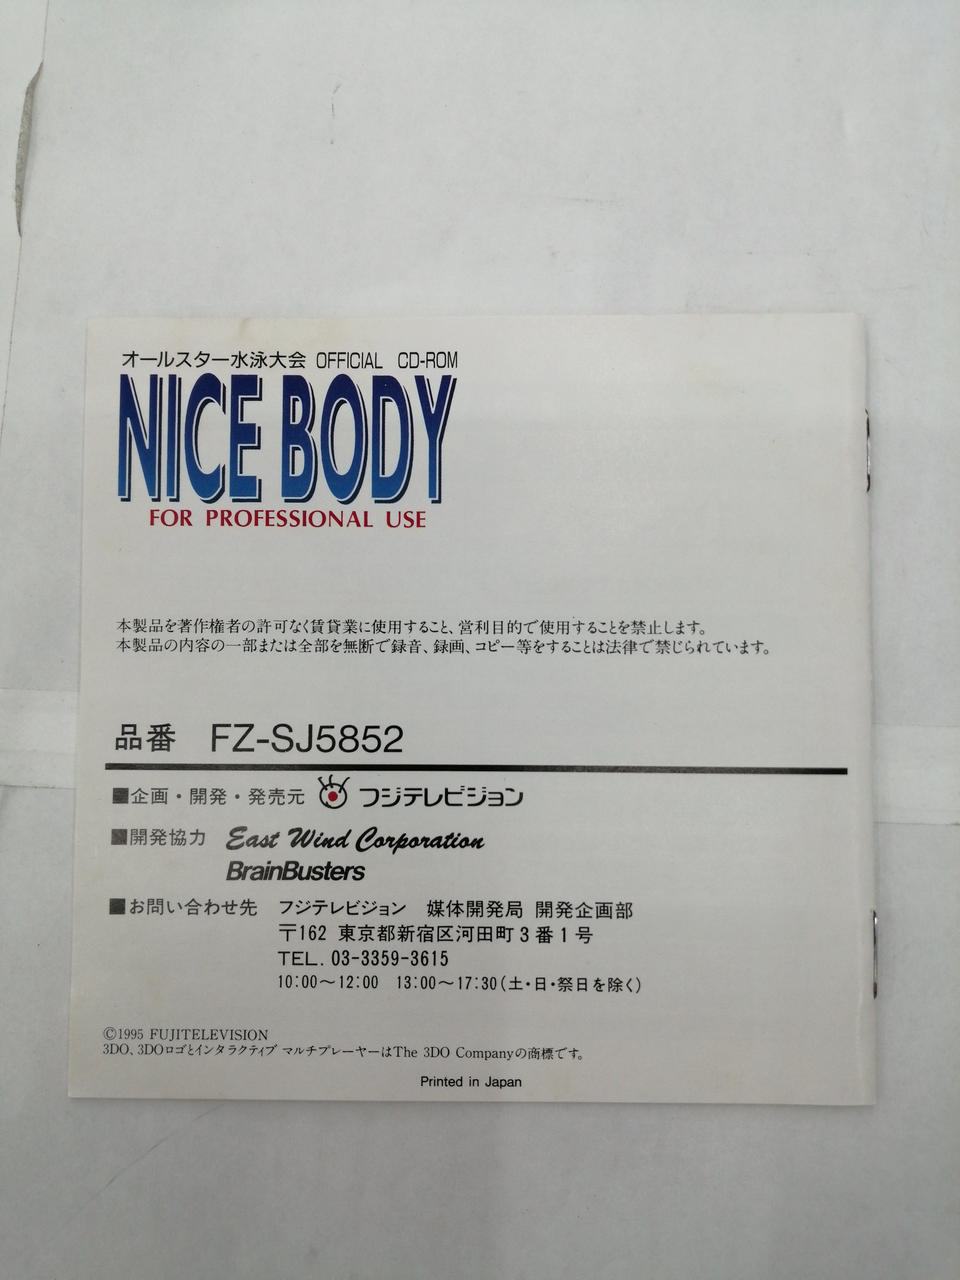 オールスター水泳大会 OFFICIAL CD-ROM
NICE BODY
FOR PROFESSIONAL USE
本製品を著作権者の許可なく賃貸業に使用すること、営利目的で使用することを禁止します。
本製品の内容の一部または全部を無断で録音、録画、コピー等をすることは法律で禁じられています。
品番 FZ-SJ5852
■企画・開発・発売元 フジテレビジョン
■開発協力 East Wind Corporation
BrainBusters
■お問い合わせ先 フジテレビジョン 媒体開発局 開発企画部
〒162 東京都新宿区河田町3番1号
TEL. 03-3359-3615
10:00～12:00 13:00～17:30(土・日・祭日を除く)
©1995 FUJITELEVISION
3DO、3DOロゴとインタラクティブ マルチプレーヤーはThe 3DO Companyの商標です。
Printed in Japan